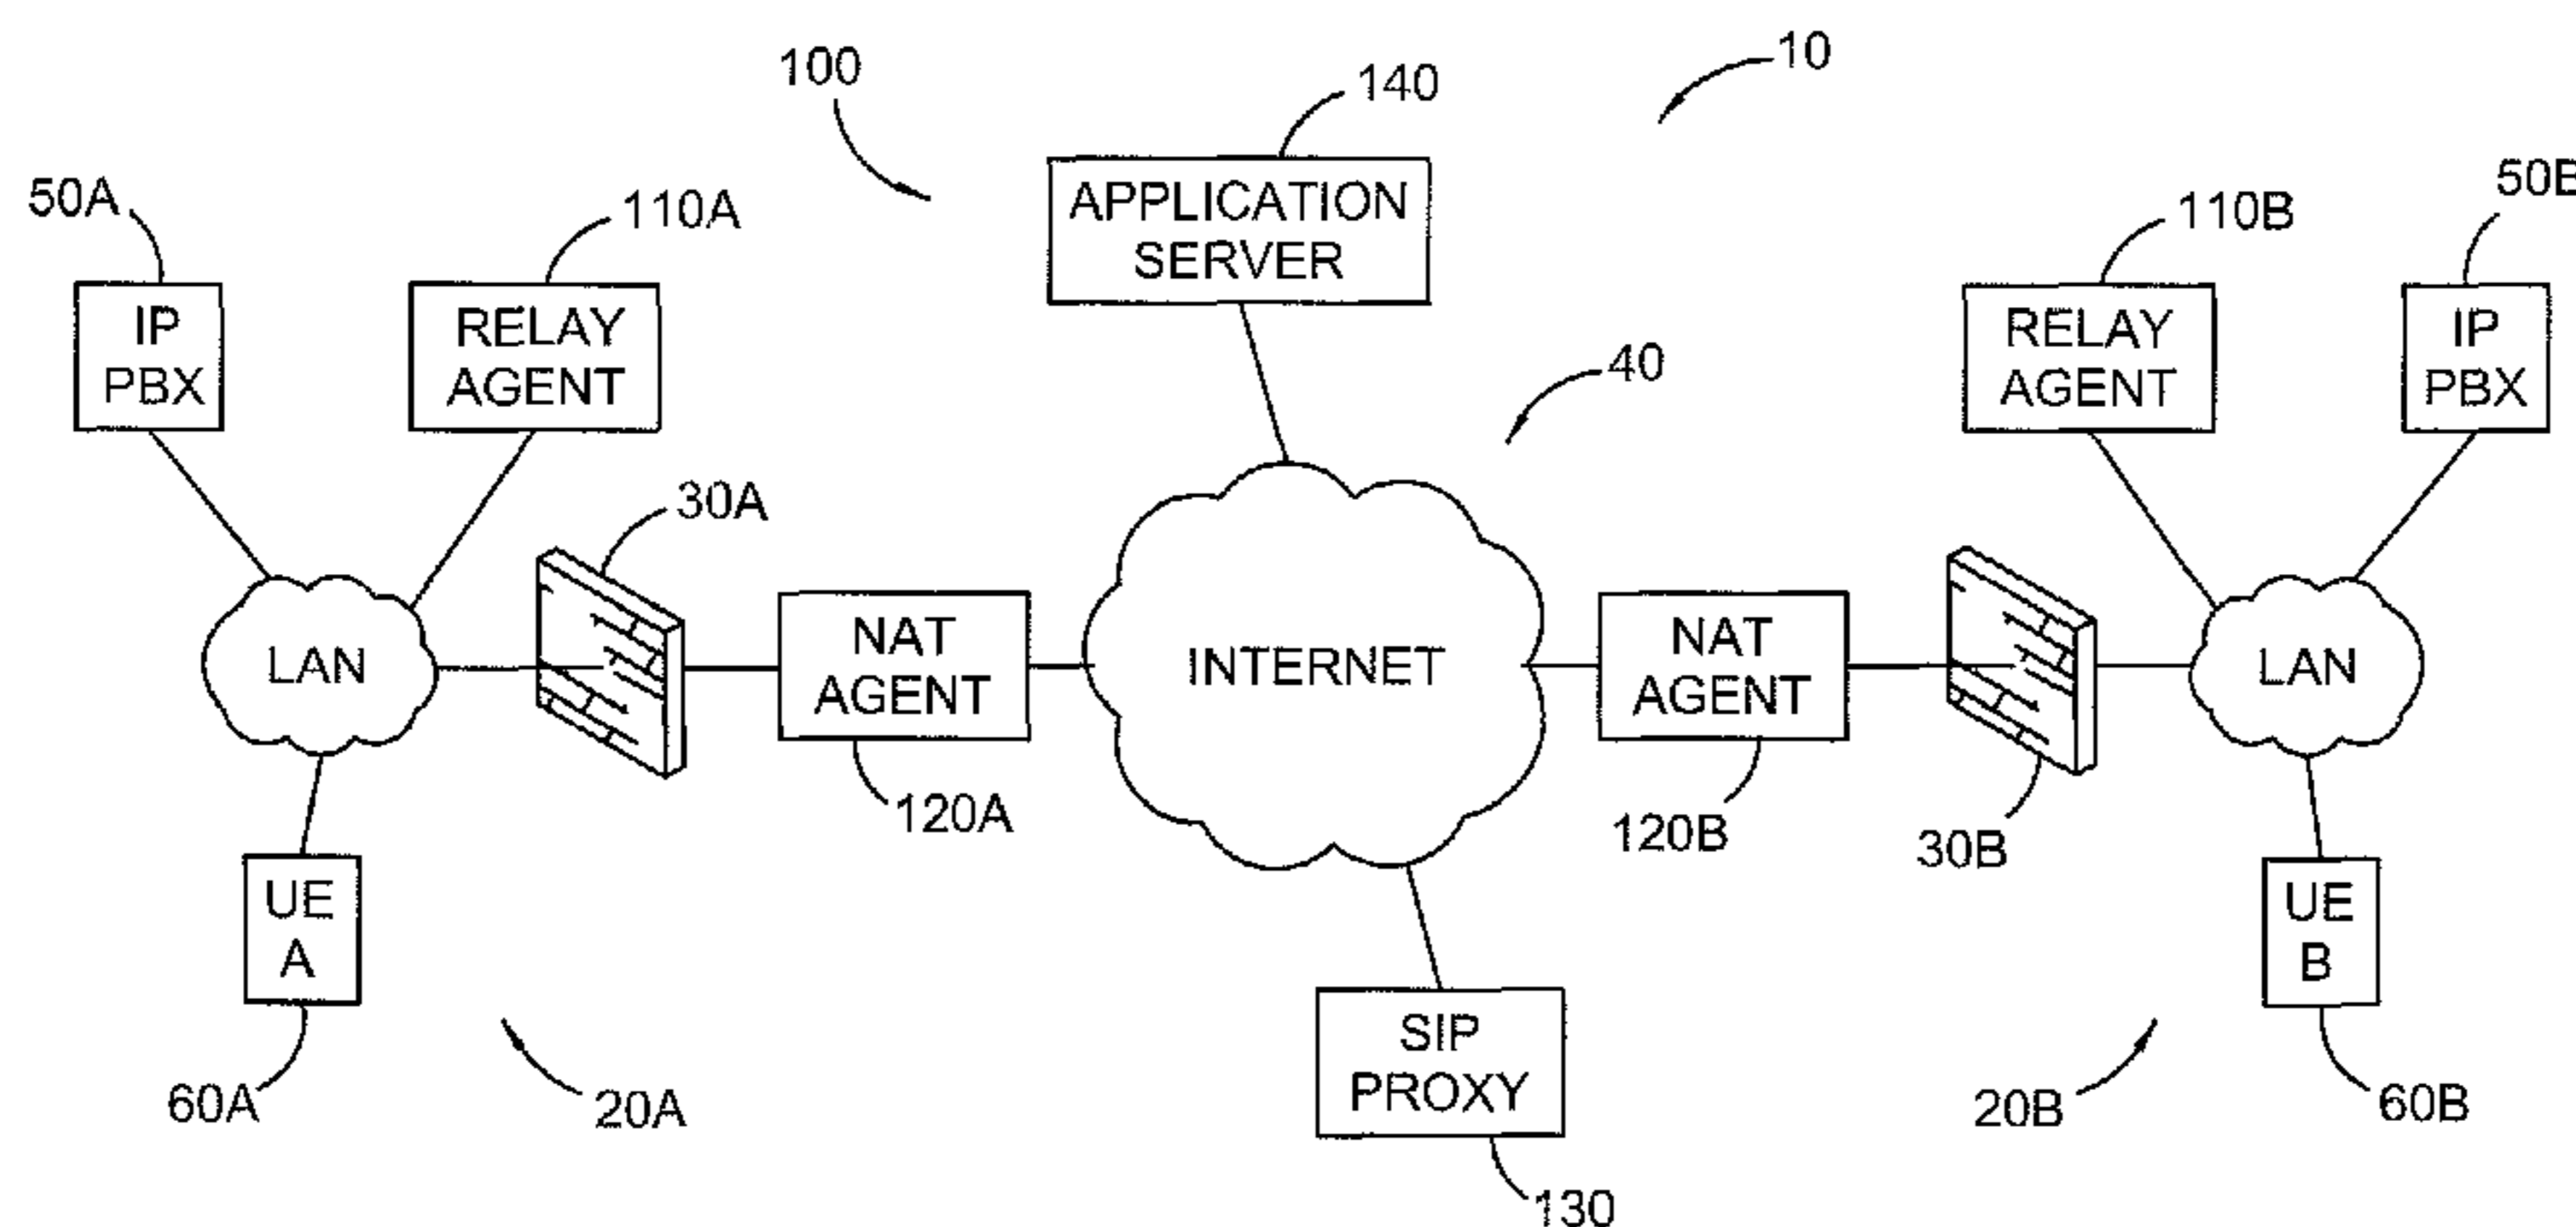 10
100
140
50A
110A
APPLICATION
SERVER
110B
50B
IP
PBX
RELAY
AGENT
RELAY
AGENT
IP
PBX
40
30A
LAN
NAT
AGENT
INTERNET
NAT
AGENT
LAN
120A
120B
30B
UE
A
UE
B
SIP
PROXY
60A
20A
20B
60B
130